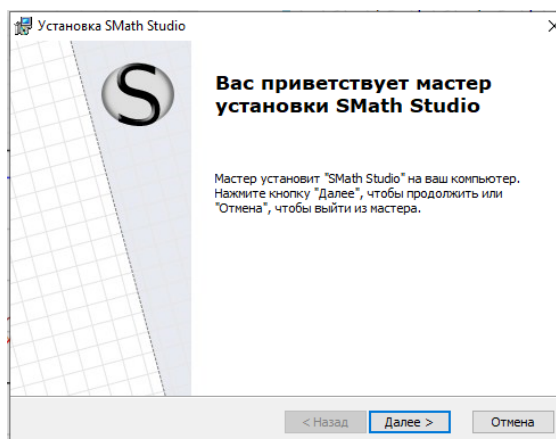 Установка SMath Studio
S
Вас приветствует мастер
установки SMath Studio
Мастер установит "SMath Studio" на ваш компьютер.
Нажмите кнопку "Далее", чтобы продолжить или
"Отмена", чтобы выйти из мастера.
< Назад Далее > Отмена